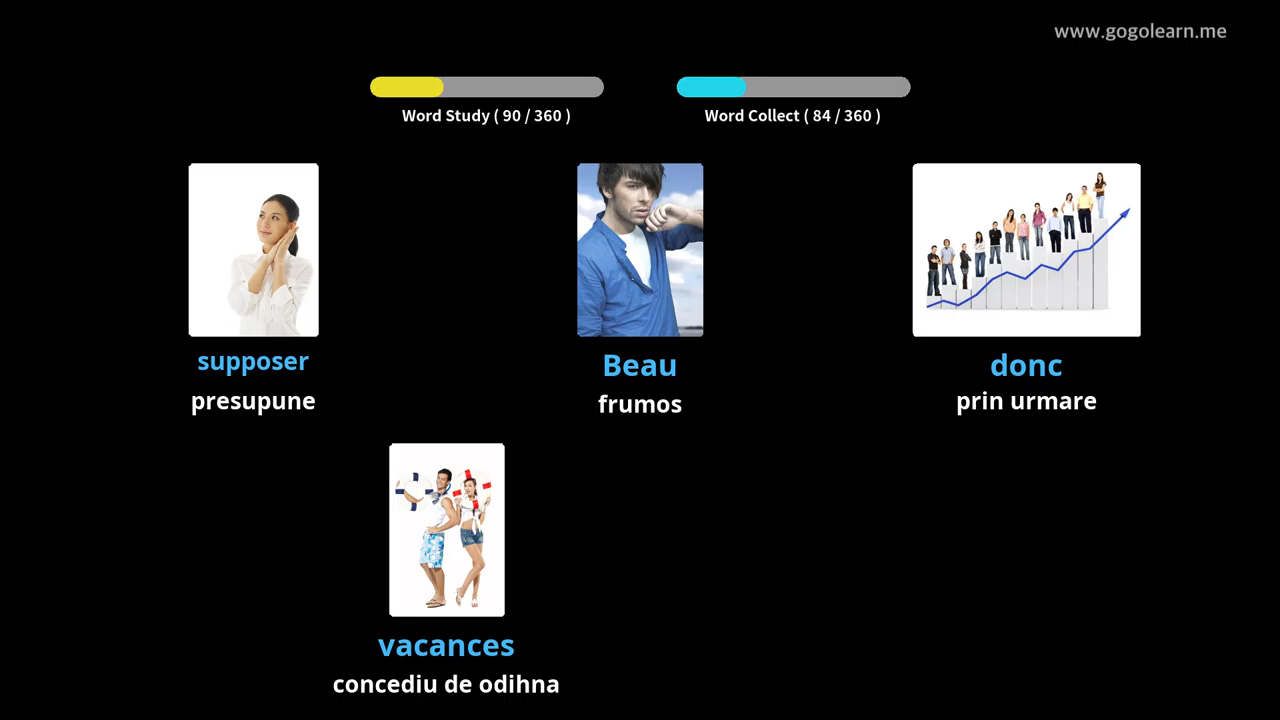 www.gogolearn.me
Word Study ( 90 / 360 )
Word Collect ( 84 / 360 )
supposer
presupune
Beau
frumos
donc
prin urmare
vacances
concediu de odihna